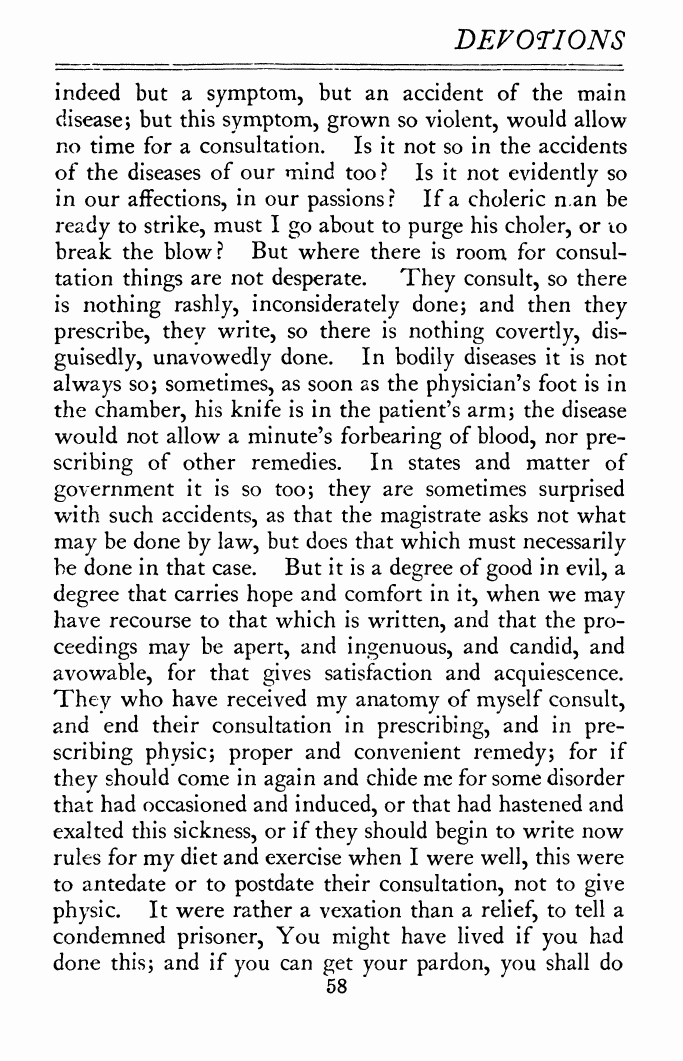 DEVOTIONS
indeed but a symptom, but an accident of the main
disease; but this symptom, grown so violent, would allow
no time for a consultation. Is it not so in the accidents
of the diseases of our mind too? Is it not evidently so
in our affections, in our passions? If a choleric man be
ready to strike, must I go about to purge his choler, or to
break the blow? But where there is room for consul-
tation things are not desperate. They consult, so there
is nothing rashly, inconsiderately done; and then they
prescribe, they write, so there is nothing covertly, dis-
guisedly, unavowedly done. In bodily diseases it is not
always so; sometimes, as soon as the physician's foot is in
the chamber, his knife is in the patient's arm; the disease
would not allow a minute's forbearing of blood, nor pre-
scribing of other remedies. In states and matter of
government it is so too; they are sometimes surprised
with such accidents, as that the magistrate asks not what
may be done by law, but does that which must necessarily
be done in that case. But it is a degree of good in evil, a
degree that carries hope and comfort in it, when we may
have recourse to that which is written, and that the pro-
ceedings may be apert, and ingenuous, and candid, and
avowable, for that gives satisfaction and acquiescence.
They who have received my anatomy of myself consult,
and end their consultation in prescribing, and in pre-
scribing physic; proper and convenient remedy; for if
they should come in again and chide me for some disorder
that had occasioned and induced, or that had hastened and
exalted this sickness, or if they should begin to write now
rules for my diet and exercise when I were well, this were
to antedate or to postdate their consultation, not to give
physic. It were rather a vexation than a relief, to tell a
condemned prisoner, You might have lived if you had
done this; and if you can get your pardon, you shall do
58